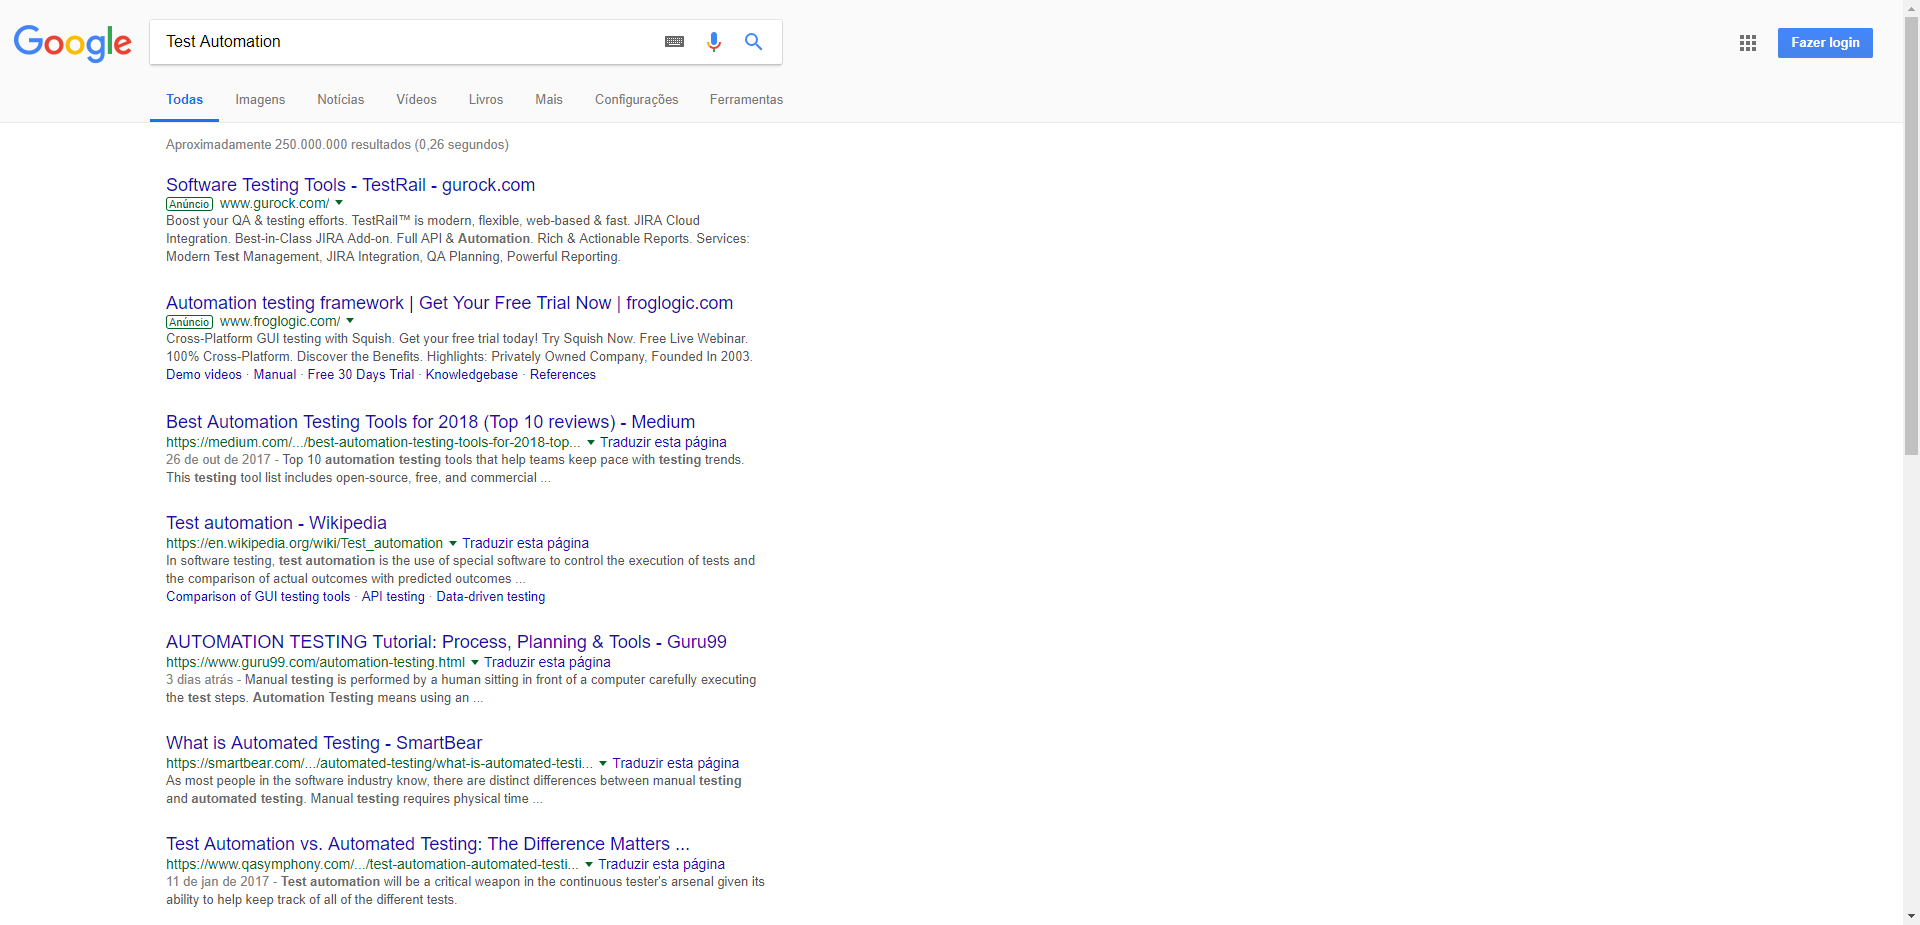 Google
Test Automation
Fazer login
Todas Imagens Notícias Vídeos Livros Mais Configurações Ferramentas
Aproximadamente 250.000.000 resultados (0,26 segundos)
Software Testing Tools - TestRail - gurock.com
Anúncio www.gurock.com/
Boost your QA & testing efforts. TestRail™ is modern, flexible, web-based & fast. JIRA Cloud
Integration. Best-in-Class JIRA Add-on. Full API & Automation. Rich & Actionable Reports. Services:
Modern Test Management, JIRA Integration, QA Planning, Powerful Reporting.
Automation testing framework | Get Your Free Trial Now | froglogic.com
Anúncio www.froglogic.com/
Cross-Platform GUI testing with Squish. Get your free trial today! Try Squish Now. Free Live Webinar.
100% Cross-Platform. Discover the Benefits. Highlights: Privately Owned Company, Founded In 2003.
Demo videos · Manual · Free 30 Days Trial · Knowledgebase · References
Best Automation Testing Tools for 2018 (Top 10 reviews) - Medium
https://medium.com/.../best-automation-testing-tools-for-2018-top... Traduzir esta página
26 de out de 2017 - Top 10 automation testing tools that help teams keep pace with testing trends.
This testing tool list includes open-source, free, and commercial ...
Test automation - Wikipedia
https://en.wikipedia.org/wiki/Test_automation Traduzir esta página
In software testing, test automation is the use of special software to control the execution of tests and
the comparison of actual outcomes with predicted outcomes ...
Comparison of GUI testing tools · API testing · Data-driven testing
AUTOMATION TESTING Tutorial: Process, Planning & Tools - Guru99
https://www.guru99.com/automation-testing.html Traduzir esta página
3 dias atrás - Manual testing is performed by a human sitting in front of a computer carefully executing
the test steps. Automation Testing means using an ...
What is Automated Testing - SmartBear
https://smartbear.com/.../automated-testing/what-is-automated-testi... Traduzir esta página
As most people in the software industry know, there are distinct differences between manual testing
and automated testing. Manual testing requires physical time ...
Test Automation vs. Automated Testing: The Difference Matters ...
https://www.qasymphony.com/.../test-automation-automated-testi... Traduzir esta página
11 de jan de 2017 - Test automation will be a critical weapon in the continuous tester's arsenal given its
ability to help keep track of all of the different tests.